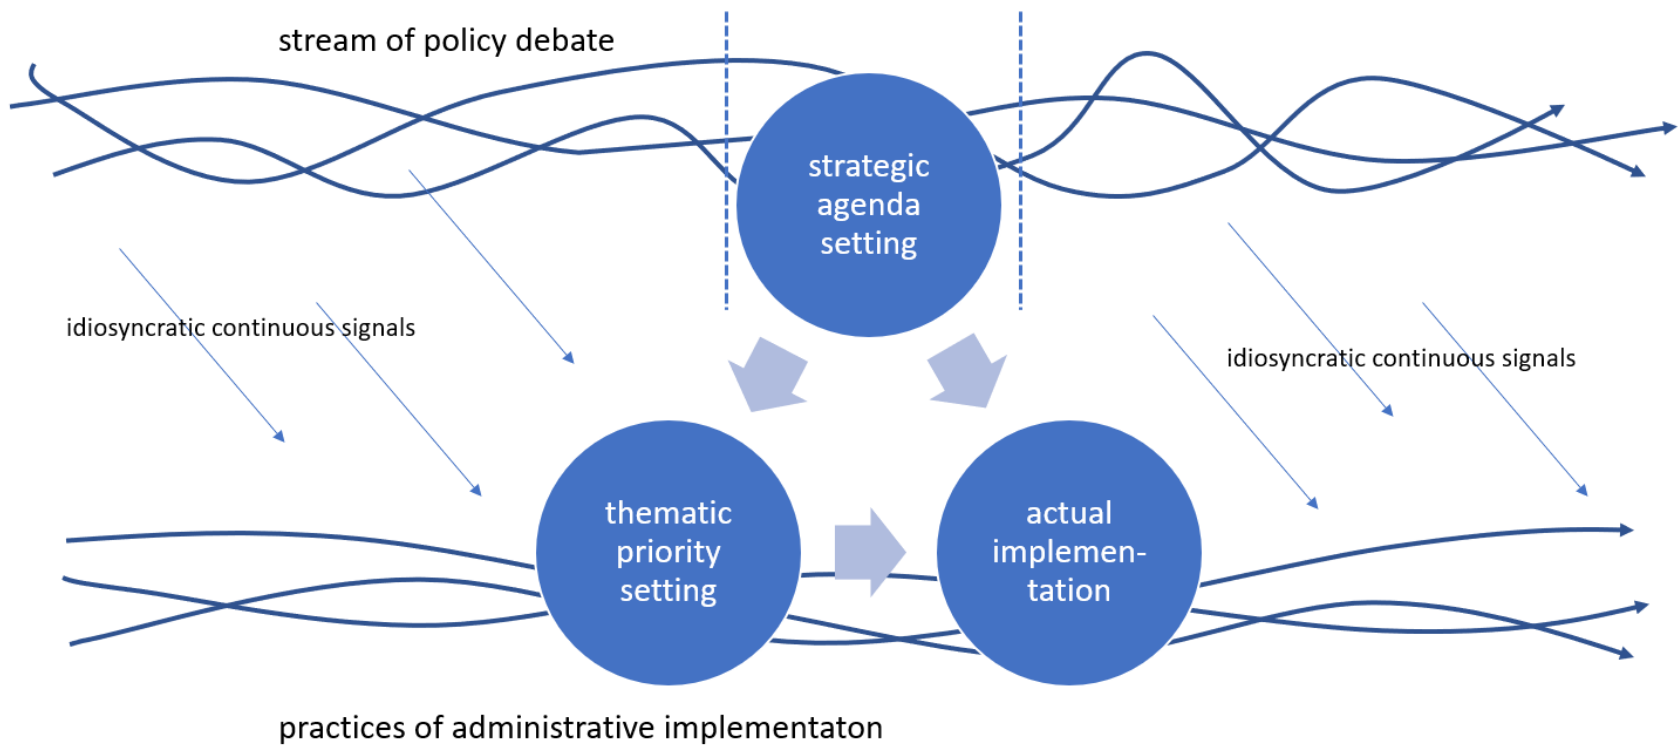 stream of policy debate
strategic
agenda
setting
idiosyncratic continuous signals
idiosyncratic continuous signals
thematic
priority
setting
actual
implemen-
tation
practices of administrative implementaton